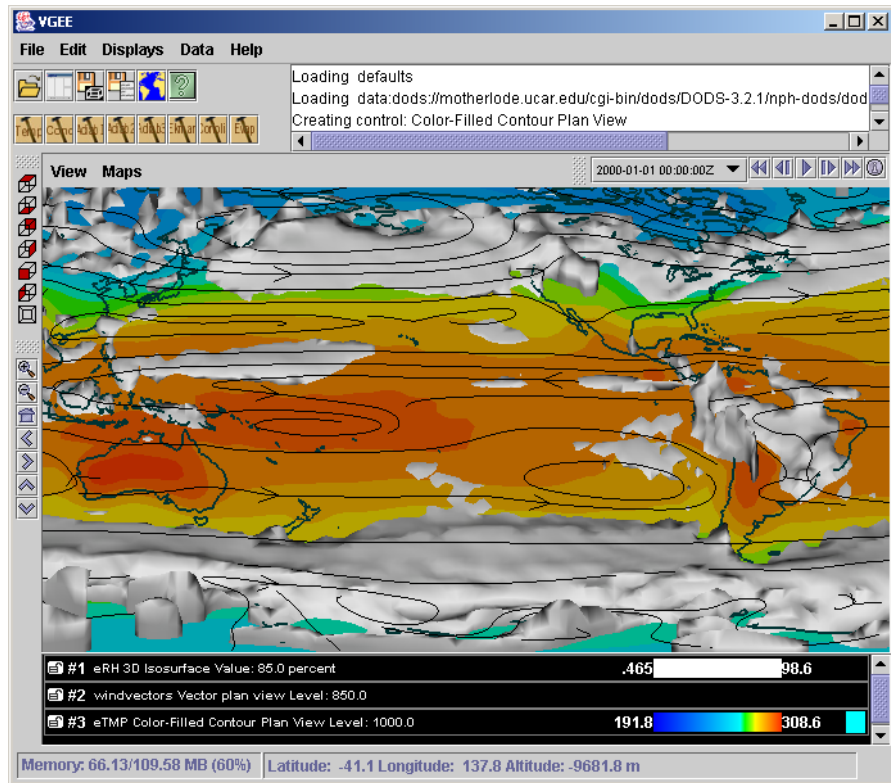 VGEE
File Edit Displays Data Help
Loading defaults
Loading data:dods://motherlode.ucar.edu/cgi-bin/dods/DODS-3.2.1/nph-dods/dod
Creating control: Color-Filled Contour Plan View
View Maps
2000-01-01 00:00:00Z
#1 eRH 3D Isosurface Value: 85.0 percent .465 98.6
#2 windvectors Vector plan view Level: 850.0
#3 eTMP Color-Filled Contour Plan View Level: 1000.0 191.8 308.6
Memory: 66.13/109.58 MB (60%) Latitude: -41.1 Longitude: 137.8 Altitude: -9681.8 m